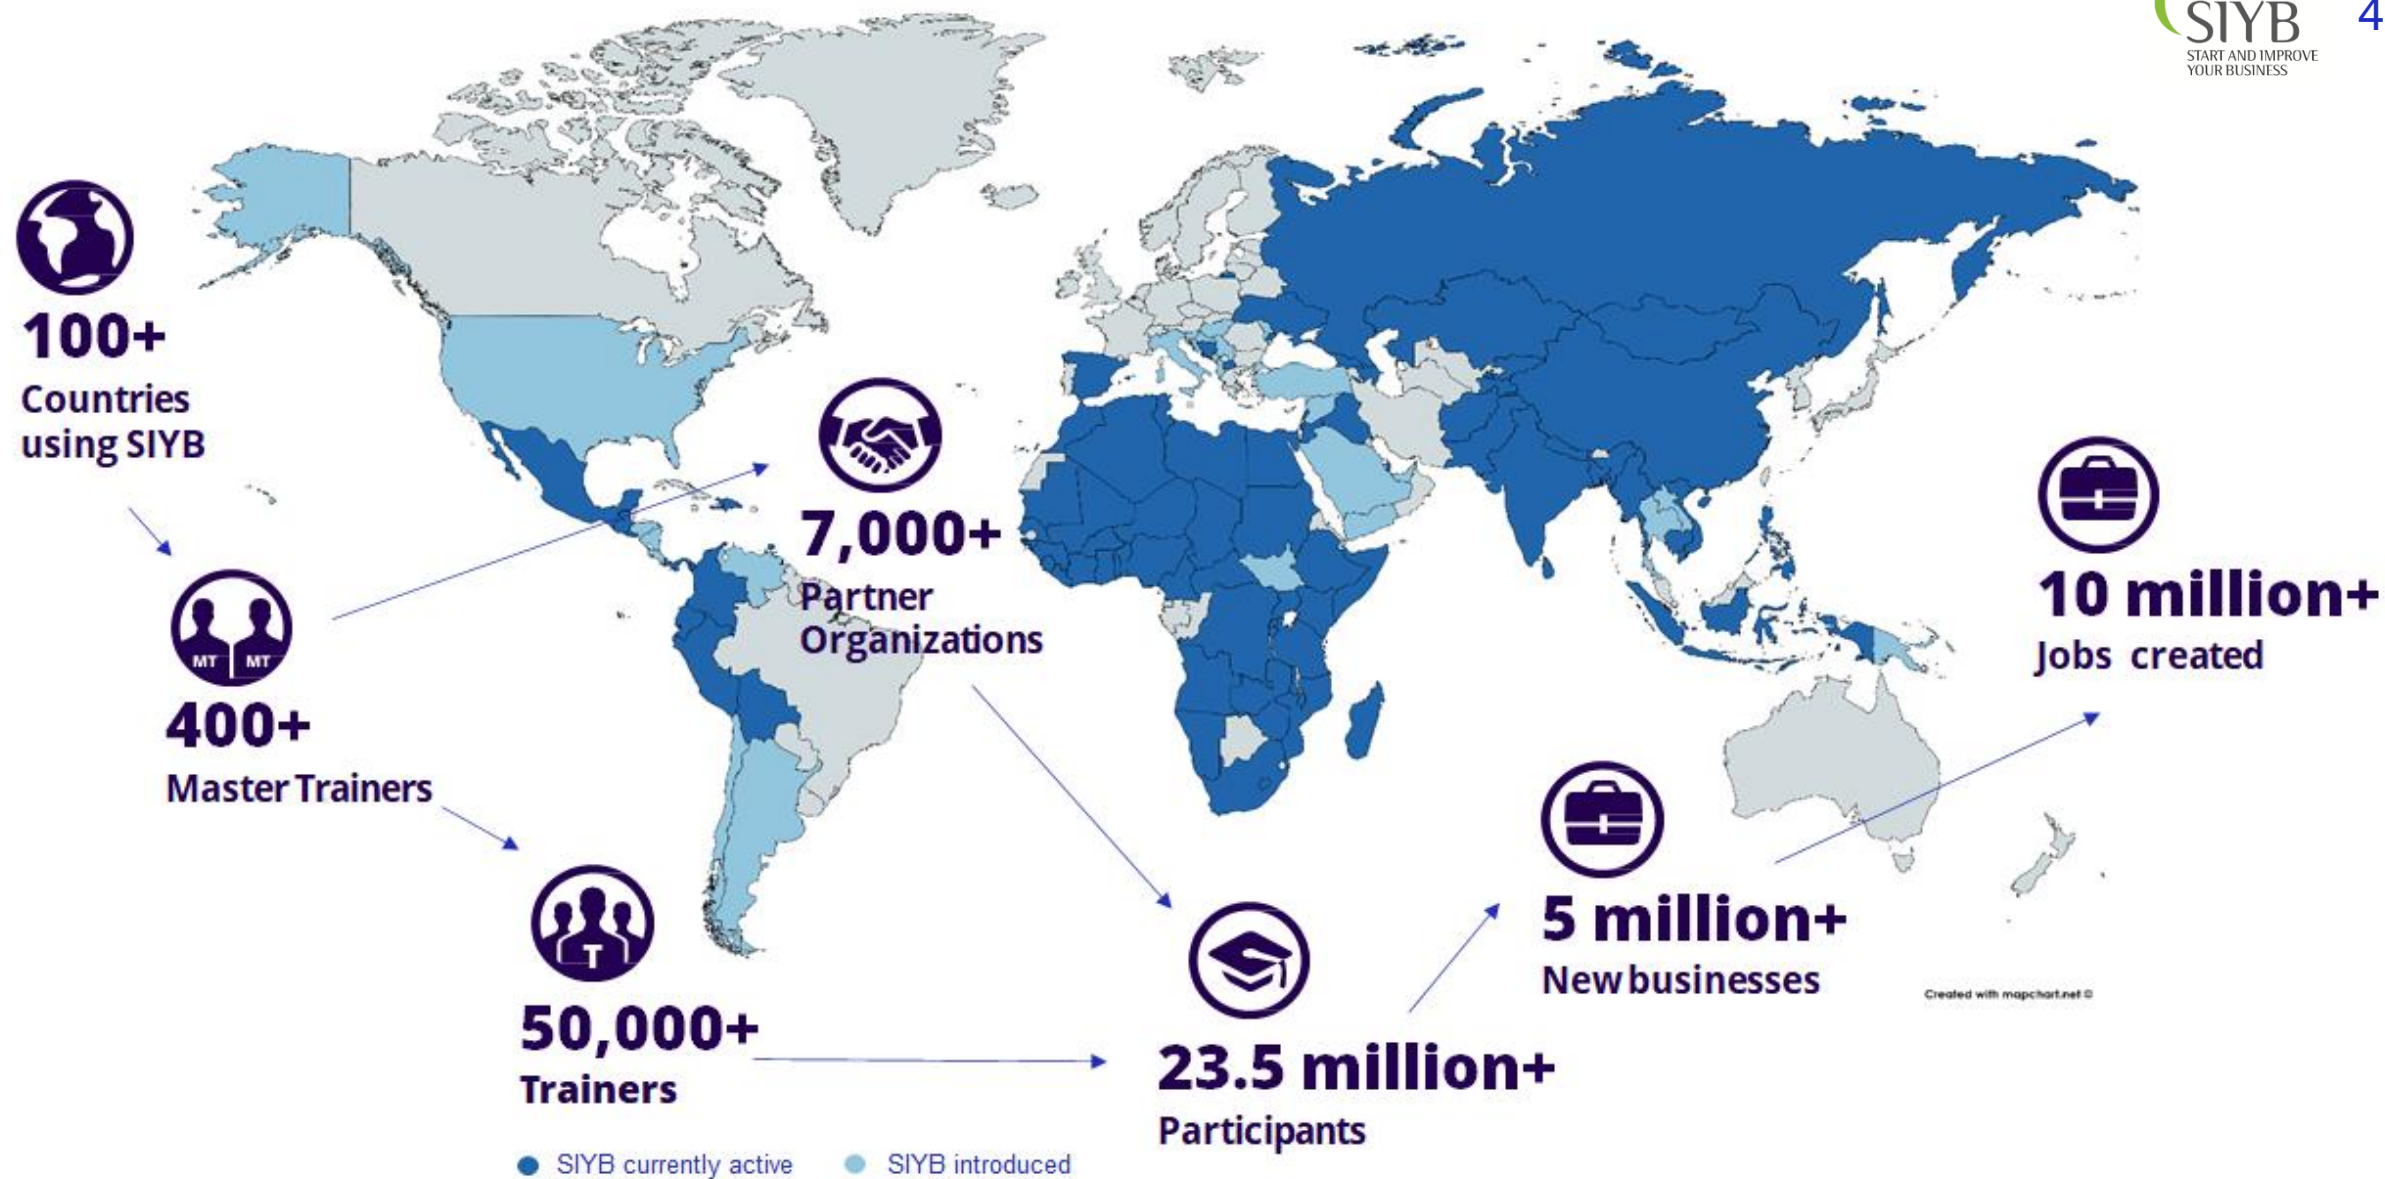 SIYB
START AND IMPROVE
YOUR BUSINESS
4
100+
Countries
using SIYB
MT MT
400+
Master Trainers
7,000+
Partner
Organizations
T
50,000+
Trainers
23.5 million+
Participants
5 million+
New businesses
10 million+
Jobs created
Created with mapchart.net ©
SIYB currently active
SIYB introduced